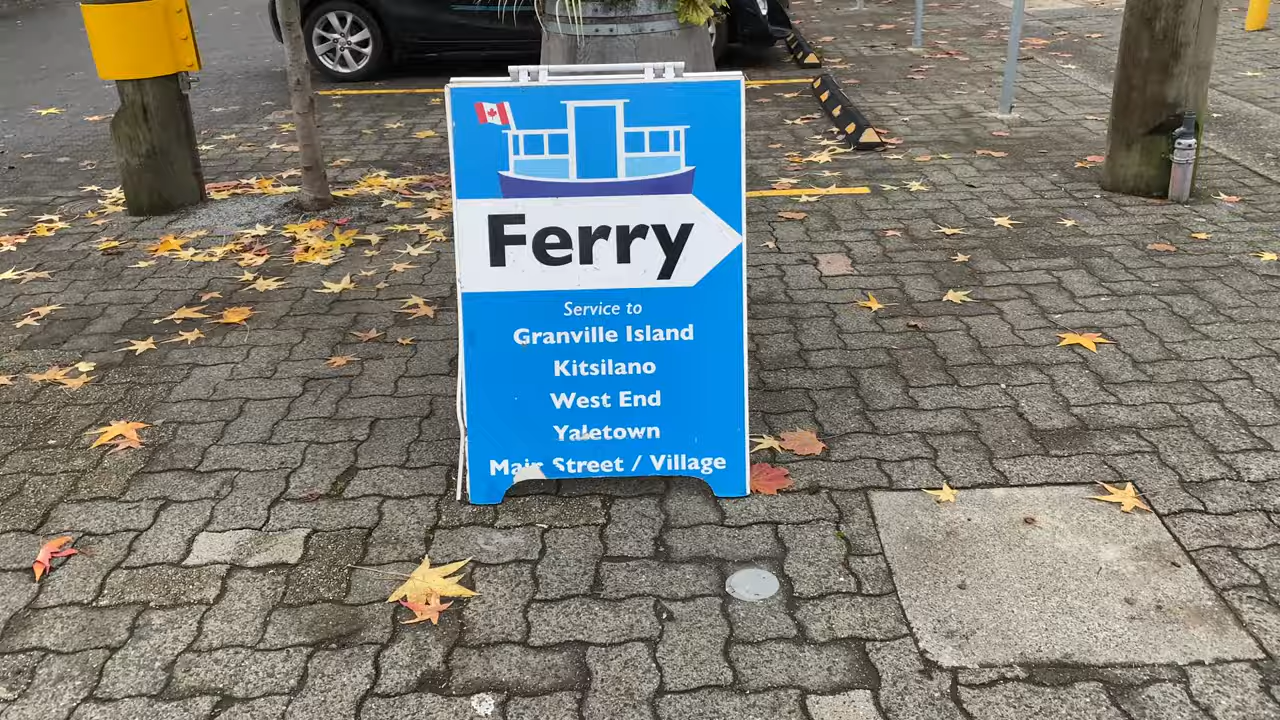 Ferry
Service to
Granville Island
Kitsilano
West End
Yaletown
Main Street / Village